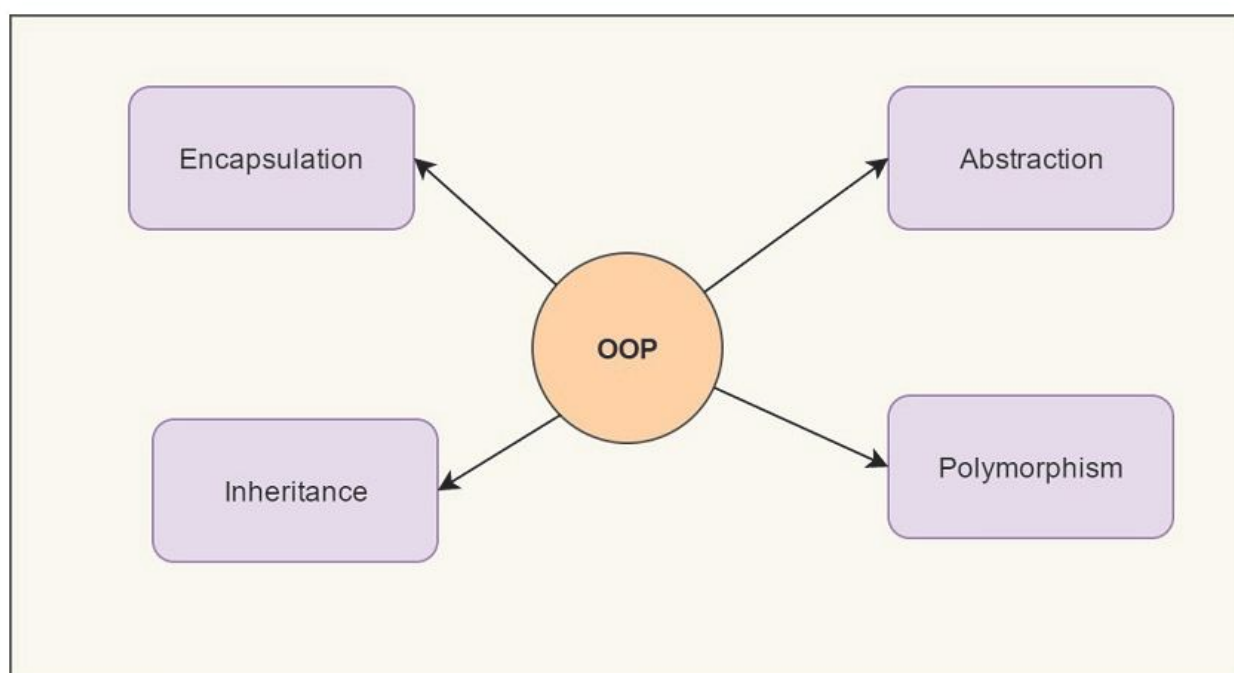 Encapsulation
Abstraction
OOP
Inheritance
Polymorphism